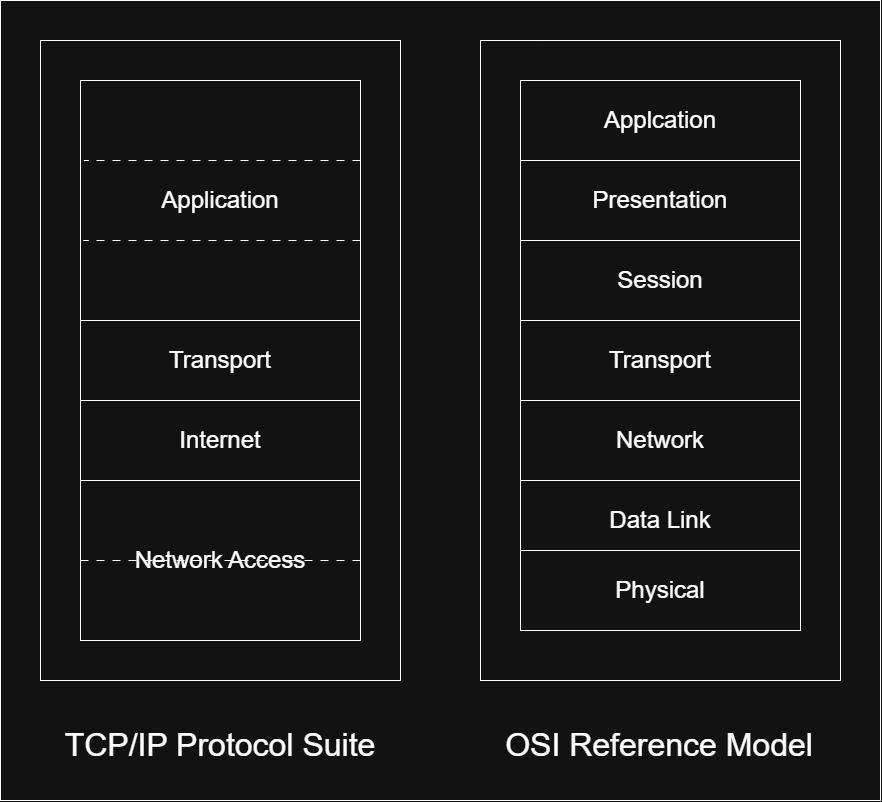 Application
Transport
Internet
Network Access
TCP/IP Protocol Suite
Applcation
Presentation
Session
Transport
Network
Data Link
Physical
OSI Reference Model